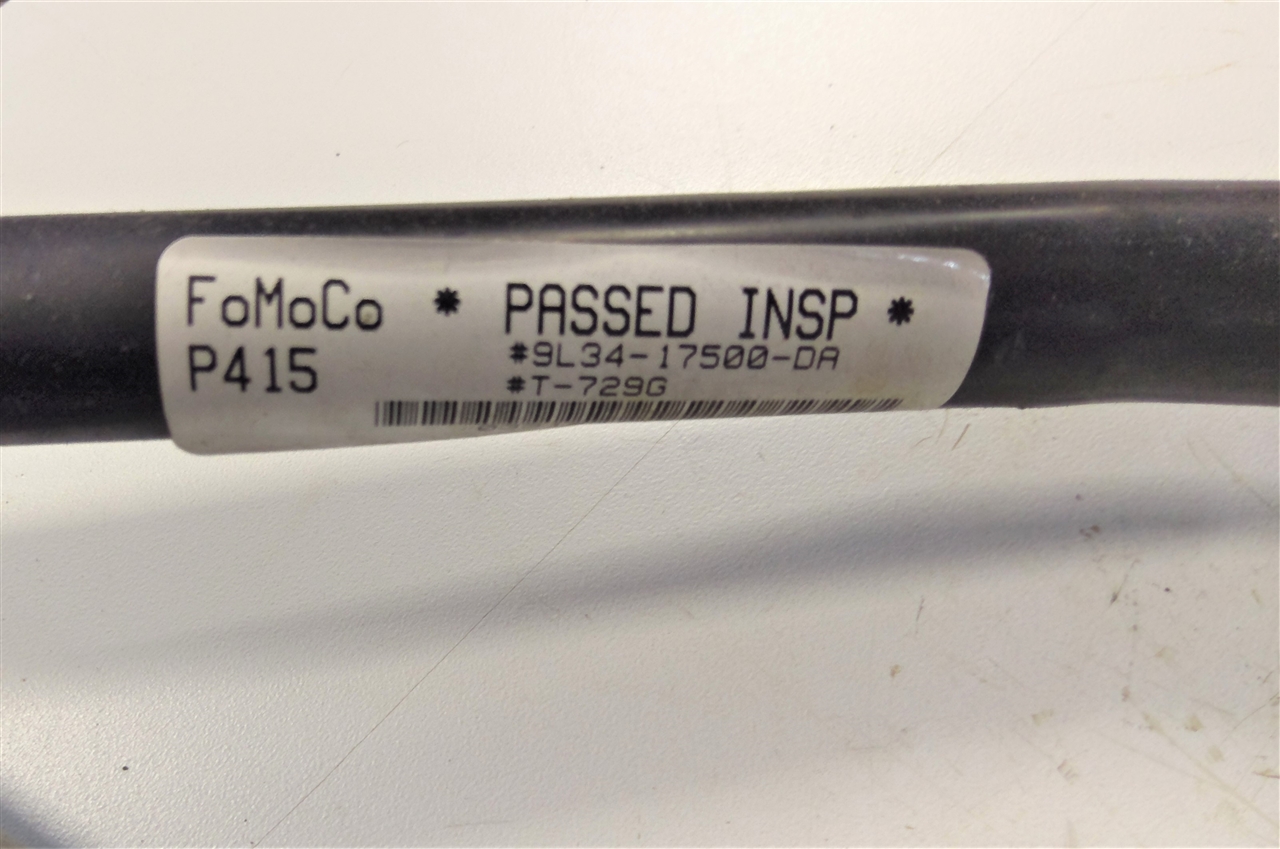 FoMoCo * PASSED INSP *
P415 #9L34-17500-DA
#T-729G